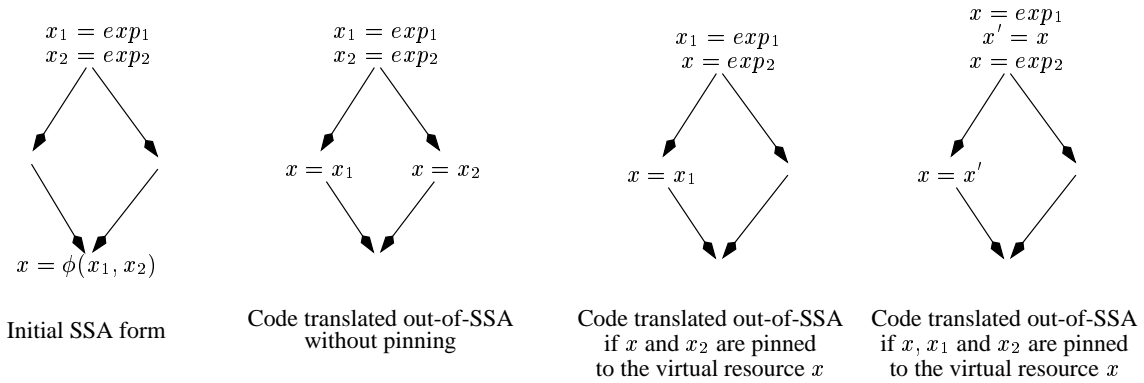 x₁ = exp₁
x₂ = exp₂
x = ϕ(x₁, x₂)
Initial SSA form
x₁ = exp₁
x₂ = exp₂
x = x₁
x = x₂
Code translated out-of-SSA
without pinning
x₁ = exp₁
x = exp₂
x = x₁
Code translated out-of-SSA
if x and x₂ are pinned
to the virtual resource x
x = exp₁
x′ = x
x = exp₂
x = x′
Code translated out-of-SSA
if x, x₁ and x₂ are pinned
to the virtual resource x